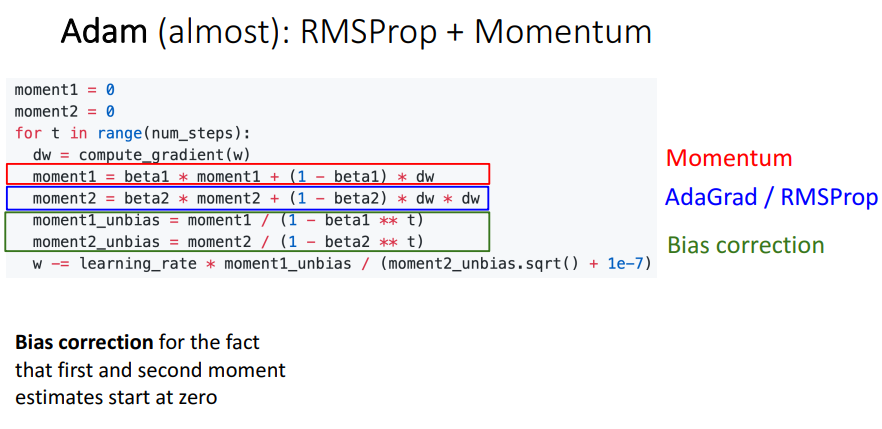 Adam (almost): RMSProp + Momentum
moment1 = 0
moment2 = 0
for t in range(num_steps):
  dw = compute_gradient(w)
  moment1 = beta1 * moment1 + (1 - beta1) * dw
  moment2 = beta2 * moment2 + (1 - beta2) * dw * dw
  moment1_unbias = moment1 / (1 - beta1 ** t)
  moment2_unbias = moment2 / (1 - beta2 ** t)
  w -= learning_rate * moment1_unbias / (moment2_unbias.sqrt() + 1e-7)
Momentum
AdaGrad / RMSProp
Bias correction
Bias correction for the fact
that first and second moment
estimates start at zero